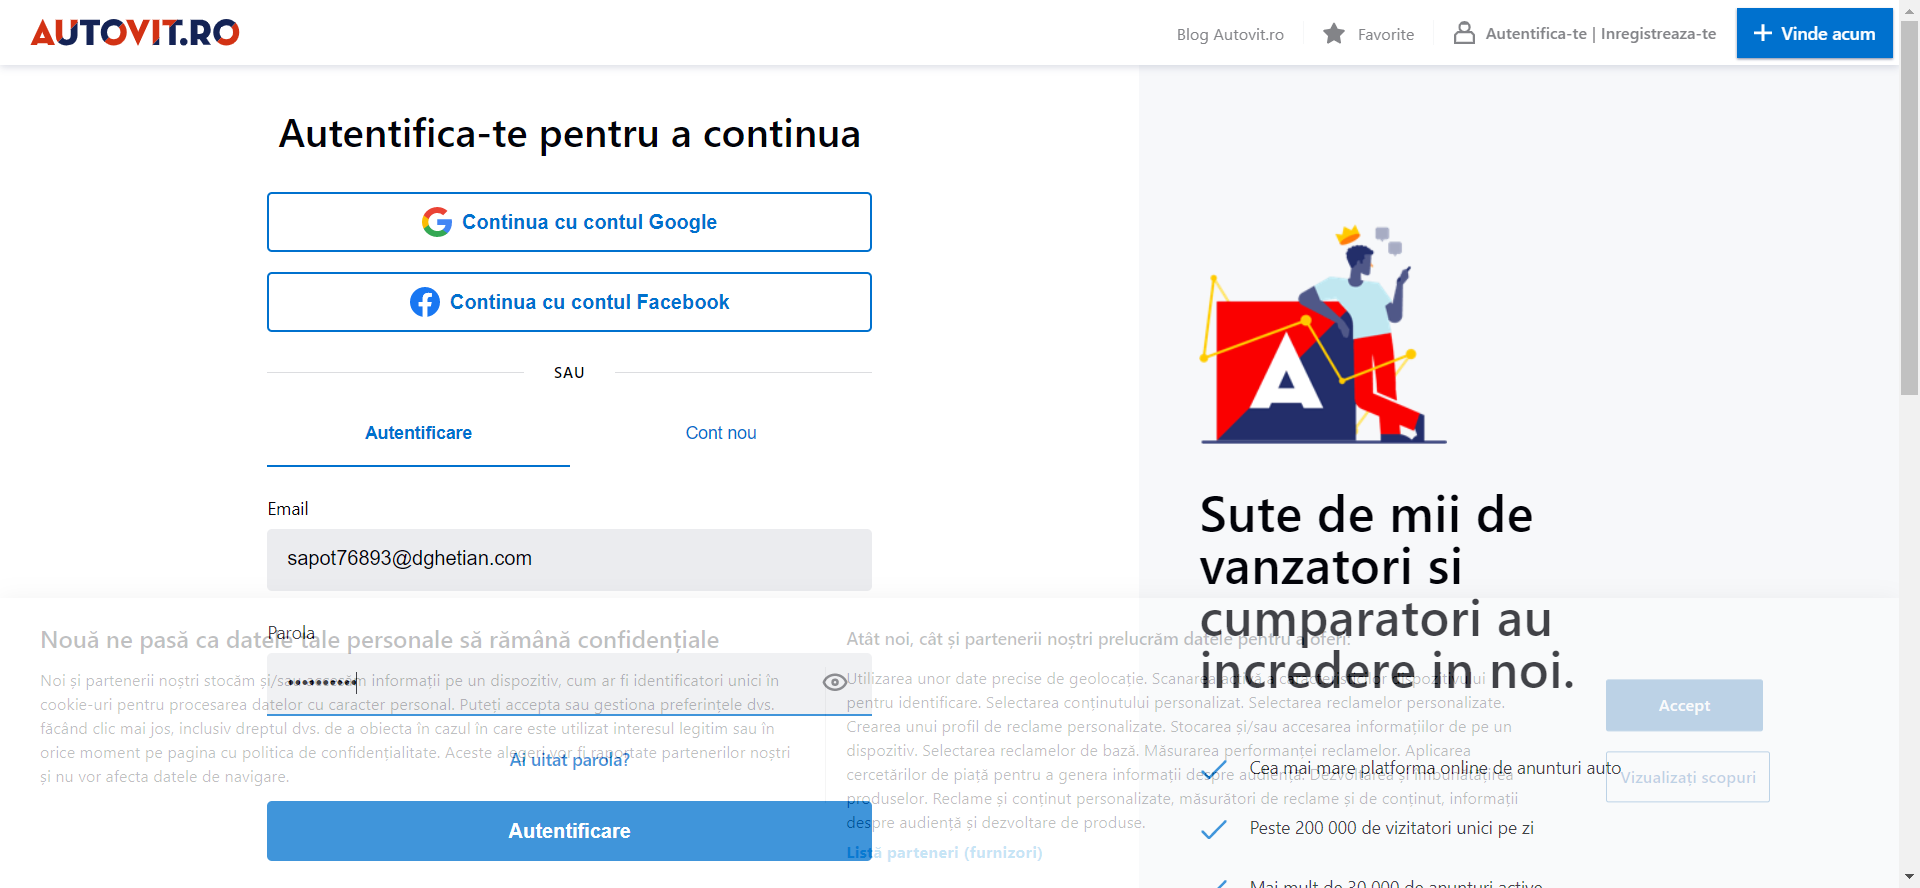 AUTOVIT.RO
Blog Autovit.ro
Favorite
Autentifica-te | Inregistreaza-te
Vinde acum
Autentifica-te pentru a continua
Continua cu contul Google
Continua cu contul Facebook
SAU
Autentificare
Cont nou
Email
sapot76893@dghetian.com
Parola
Ai uitat parola?
Autentificare
A
Sute de mii de
vanzatori si
cumparatori au
incredere in noi.
Cea mai mare platforma online de anunturi auto
Peste 200 000 de vizitatori unici pe zi
Mai mult de 30 000 de anunturi active
Nouă ne pasă ca datele tale personale să rămână confidențiale
Noi și partenerii noștri stocăm și/sau accesăm informații pe un dispozitiv, cum ar fi identificatori unici în
cookie-uri pentru procesarea datelor cu caracter personal. Puteți accepta sau gestiona preferințele dvs.
făcând clic mai jos, inclusiv dreptul dvs. de a obiecta în cazul în care este utilizat interesul legitim sau în
orice moment pe pagina cu politica de confidențialitate. Aceste alegeri vor fi raportate partenerilor noștri
și nu vor afecta datele de navigare.
Atât noi, cât și partenerii noștri prelucrăm datele pentru a oferi:
Utilizarea unor date precise de geolocație. Scanarea activă a caracteristicilor dispozitivului
pentru identificare. Selectarea conținutului personalizat. Selectarea reclamelor personalizate.
Crearea unui profil de reclame personalizate. Stocarea și/sau accesarea informațiilor de pe un
dispozitiv. Selectarea reclamelor de bază. Măsurarea performanței reclamelor. Aplicarea
cercetărilor de piață pentru a genera informații despre audiență. Dezvoltarea și îmbunătățirea
produselor. Reclame și conținut personalizate, măsurători de reclame și de conținut, informații
despre audiență și dezvoltare de produse.
Listă parteneri (furnizori)
Accept
Vizualizați scopuri